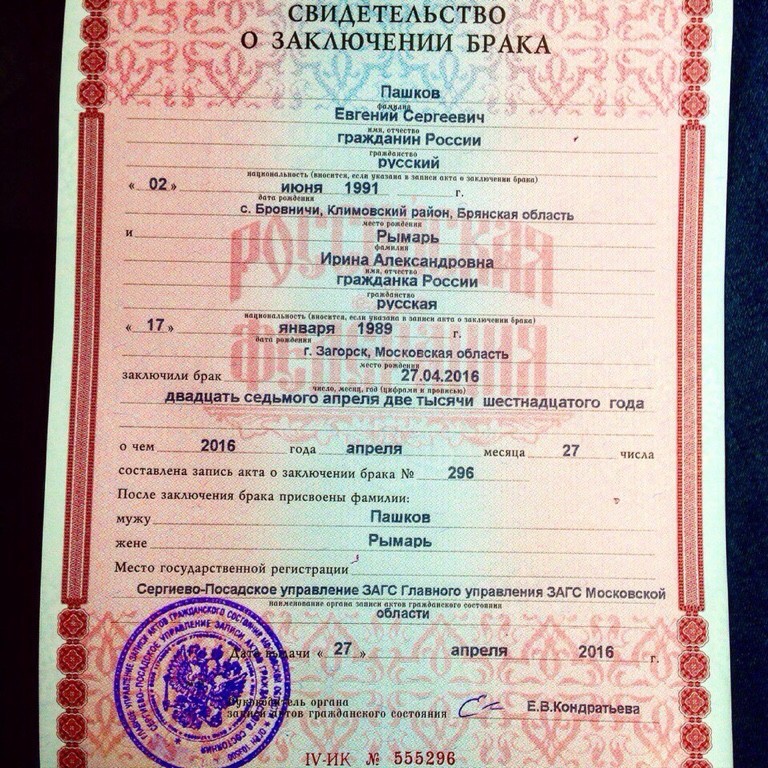 СВИДЕТЕЛЬСТВО
О ЗАКЛЮЧЕНИИ БРАКА
Пашков
фамилия
Евгений Сергеевич
имя, отчество
гражданин России
гражданство
русский
национальность (вносится, если указана в записи акта о заключении брака)
« 02 » июня 1991 г.
дата рождения
с. Бровничи, Климовский район, Брянская область
место рождения
и Рымарь
фамилия
Ирина Александровна
имя, отчество
гражданка России
гражданство
русская
национальность (вносится, если указана в записи акта о заключении брака)
« 17 » января 1989 г.
дата рождения
г. Загорск, Московская область
место рождения
заключили брак 27.04.2016
число, месяц, год (цифрами и прописью)
двадцать седьмого апреля две тысячи шестнадцатого года
о чем 2016 года апреля месяца 27 числа
составлена запись акта о заключении брака № 296
После заключения брака присвоены фамилии:
мужу Пашков
жене Рымарь
Место государственной регистрации
Сергиево-Посадское управление ЗАГС Главного управления ЗАГС Московской
наименование органа записи актов гражданского состояния
области
Дата выдачи « 27 » апреля 2016 г.
Руководитель органа
записи актов гражданского состояния Е.В.Кондратьева
IV-ИК № 555296
РОССИЙСКАЯ
ФЕДЕРАЦИЯ